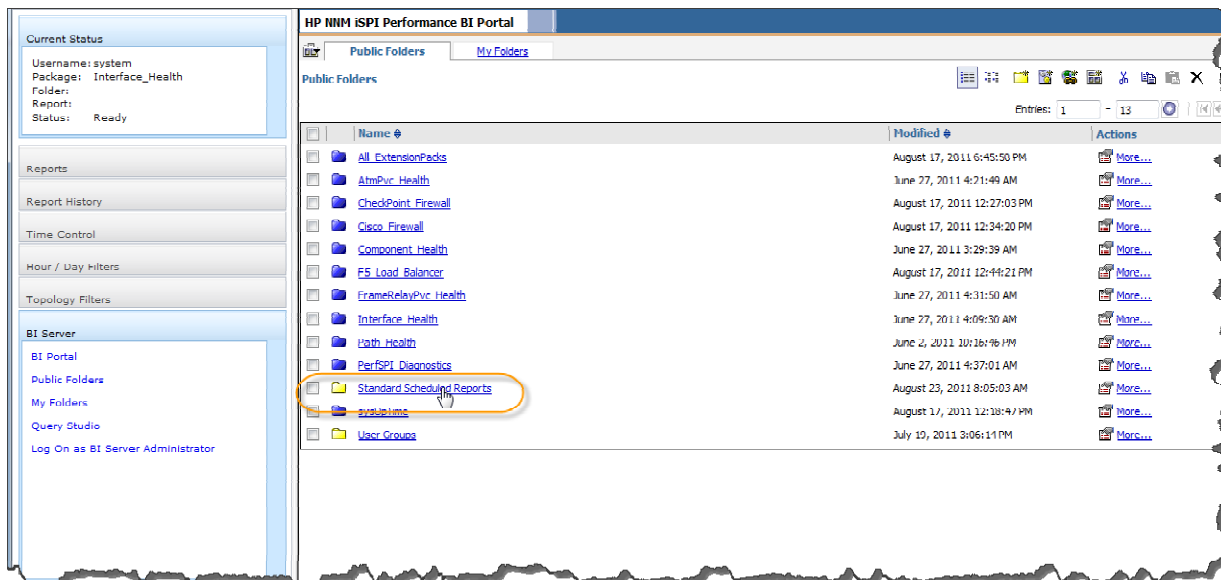 HP NNM iSPI Performance BI Portal
Current Status
Username: system
Package: Interface_Health
Folder:
Report:
Status: Ready
Reports
Report History
Time Control
Hour / Day Filters
Topology Filters
BI Server
BI Portal
Public Folders
My Folders
Query Studio
Log On as BI Server Administrator
Public Folders My Folders
Public Folders
Entries: 1 - 13
Name Modified Actions
All_ExtensionPacks August 17, 2011 6:45:50 PM More...
AtmPvc_Health June 27, 2011 4:21:49 AM More...
CheckPoint_Firewall August 17, 2011 12:27:03 PM More...
Cisco_Firewall August 17, 2011 12:34:20 PM More...
Component_Health June 27, 2011 3:29:39 AM More...
F5_Load_Balancer August 17, 2011 12:44:21 PM More...
FrameRelayPvc_Health June 27, 2011 4:31:50 AM More...
Interface_Health June 27, 2011 4:09:30 AM More...
Path_Health June 2, 2011 10:16:46 PM More...
PerfSPI_Diagnostics June 27, 2011 4:37:01 AM More...
Standard Scheduled Reports August 23, 2011 8:05:03 AM More...
sysUpTime August 17, 2011 12:18:47 PM More...
User Groups July 19, 2011 3:06:14 PM More...